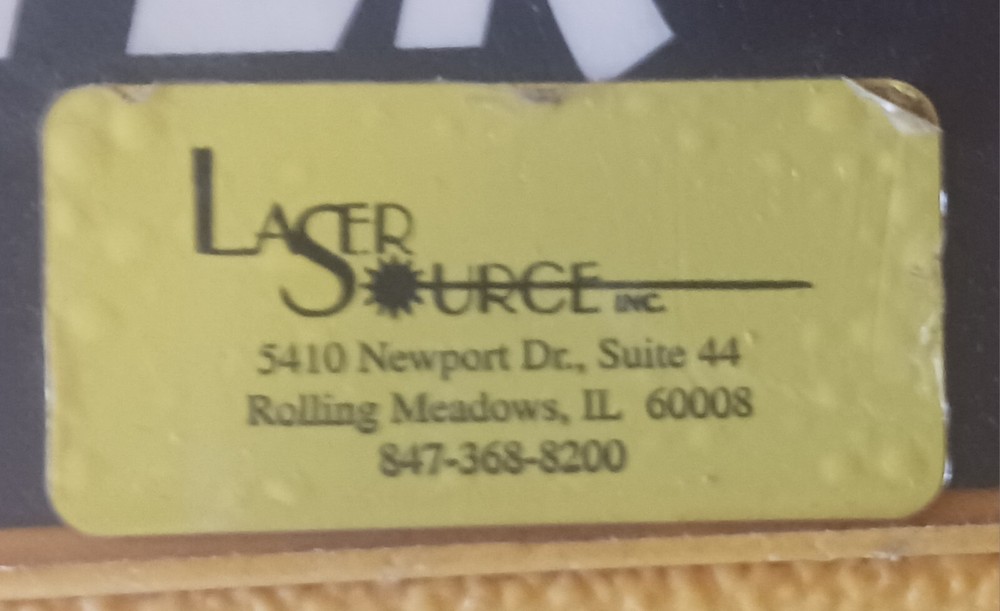 LASER
SOURCE INC.
5410 Newport Dr., Suite 44
Rolling Meadows, IL 60008
847-368-8200